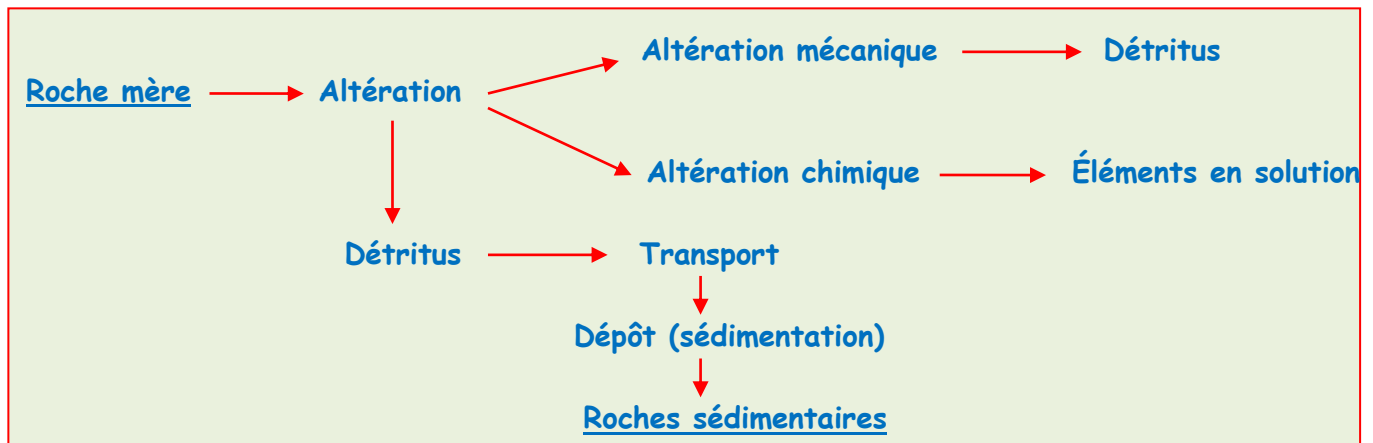 Altération mécanique Détritus
Roche mère Altération
Altération chimique Éléments en solution
Détritus Transport
Dépôt (sédimentation)
Roches sédimentaires